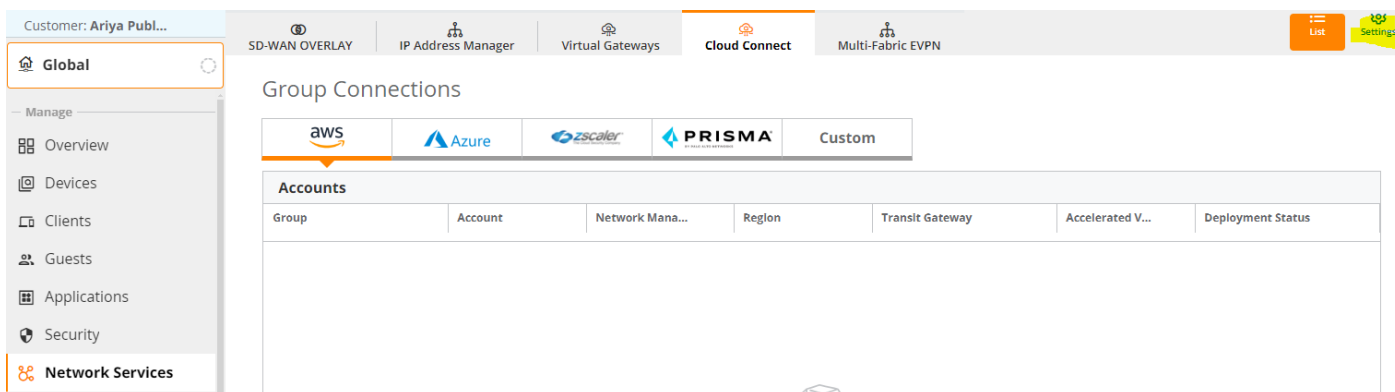 Customer: Ariya Publ...
Global
Manage
Overview
Devices
Clients
Guests
Applications
Security
Network Services
SD-WAN OVERLAY
IP Address Manager
Virtual Gateways
Cloud Connect
Multi-Fabric EVPN
List
Settings
Group Connections
aws
Azure
zscaler
PRISMA
Custom
Accounts
Group Account Network Mana... Region Transit Gateway Accelerated V... Deployment Status